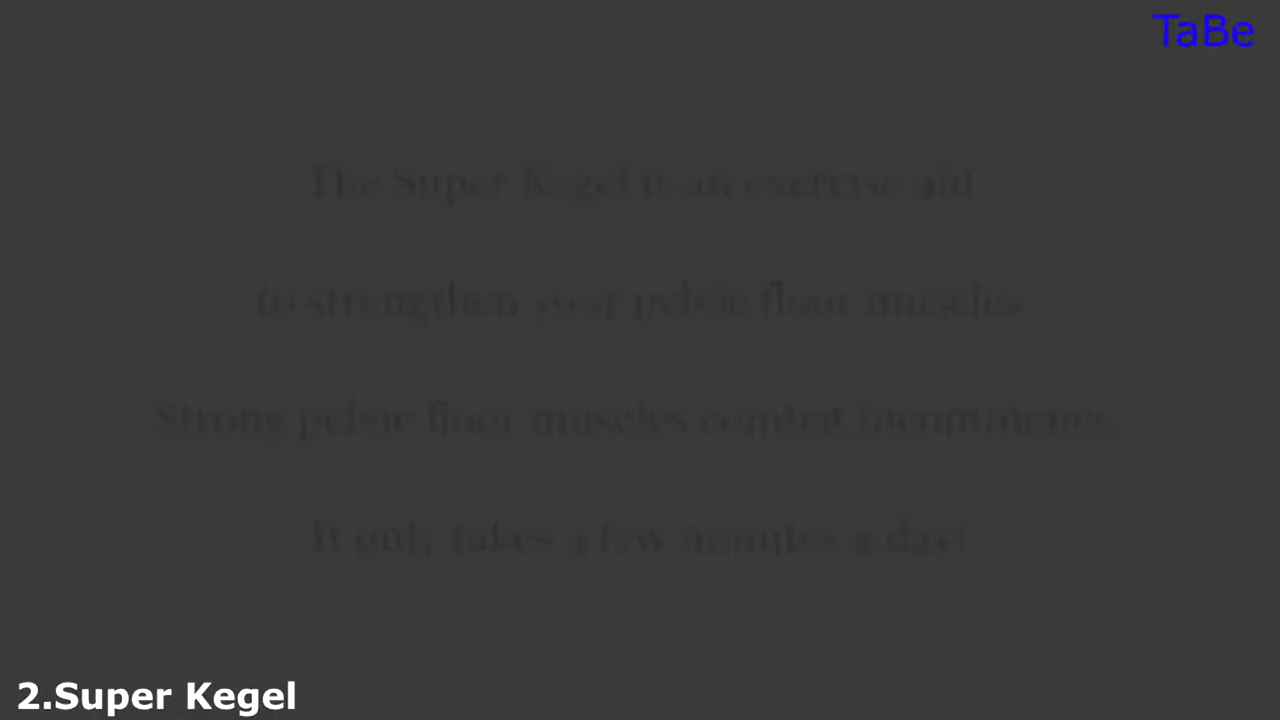 TaBe
The Super Kegel is an exercise aid
to strengthen your pelvic floor muscles.
Strong pelvic floor muscles combat incontinence.
It only takes a few minutes a day!
2.Super Kegel